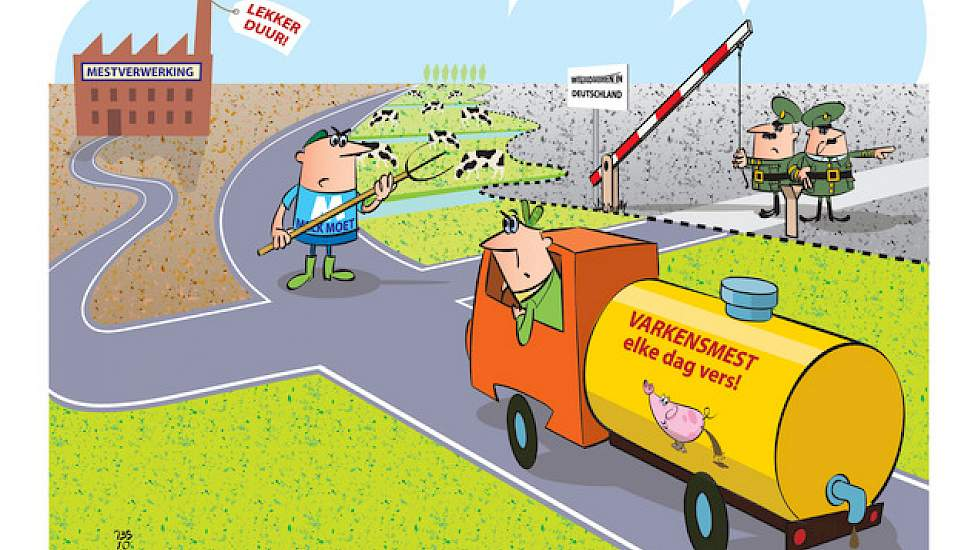 LEKKER
DUUR!
MESTVERWERKING
DEUTSCHLAND
MELK MOET
VARKENSMEST
elke dag vers!